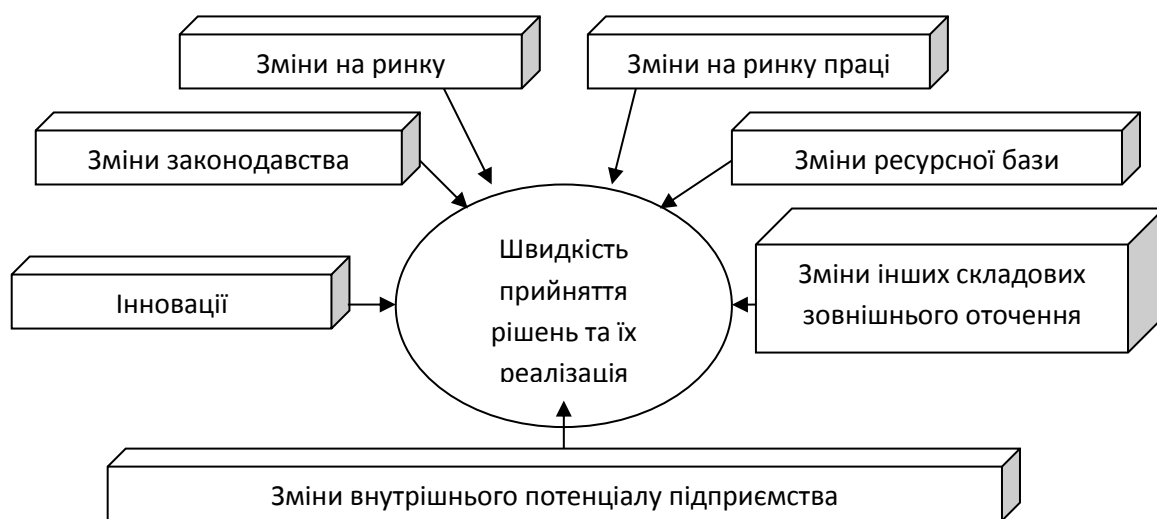 Зміни на ринку
Зміни на ринку праці
Зміни законодавства
Зміни ресурсної бази
Інновації
Швидкість
прийняття
рішень та їх
реалізація
Зміни інших складових
зовнішнього оточення
Зміни внутрішнього потенціалу підприємства